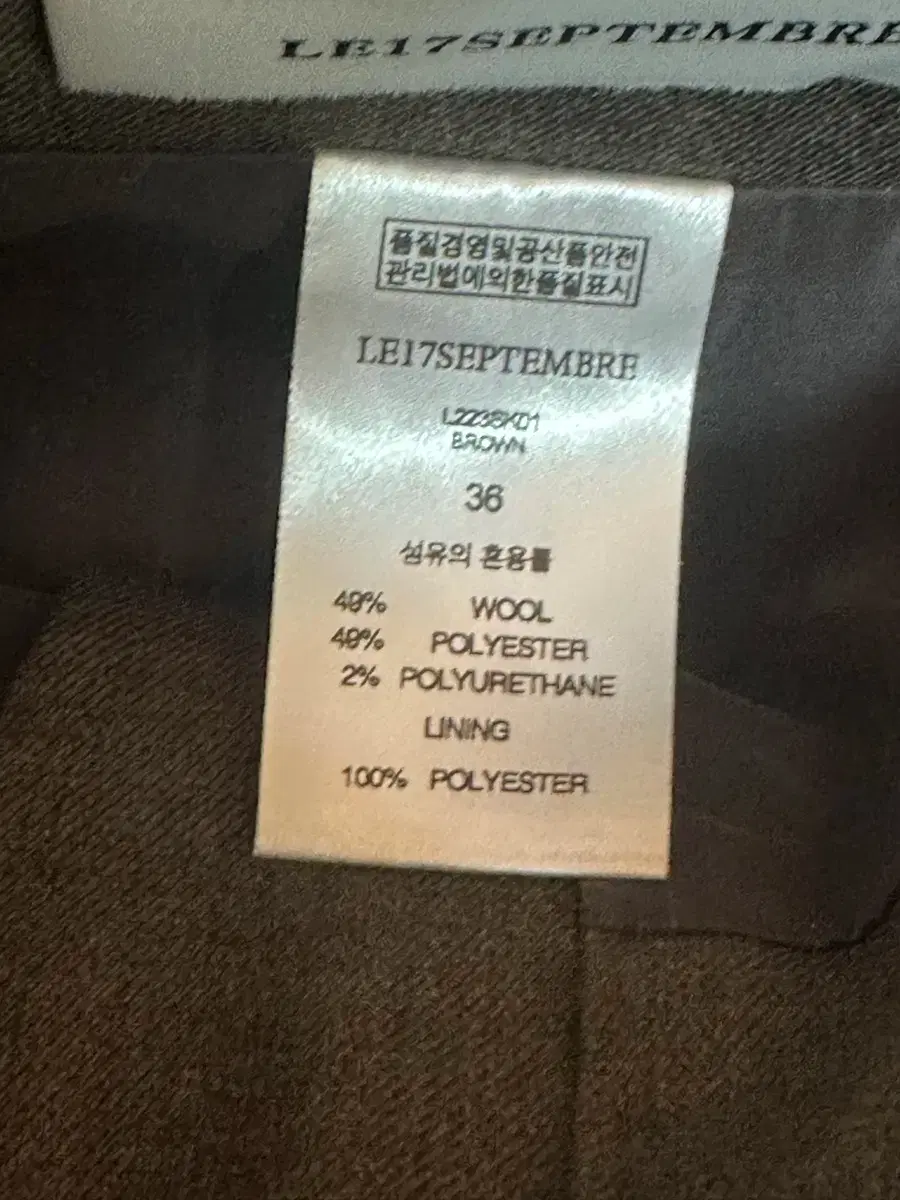 LE17SEPTEMBRE
품질경영및공산품안전
관리법에의한품질표시
LE17SEPTEMBRE
BROWN
36
섬유의 혼용률
49% WOOL
49% POLYESTER
2% POLYURETHANE
LINING
100% POLYESTER